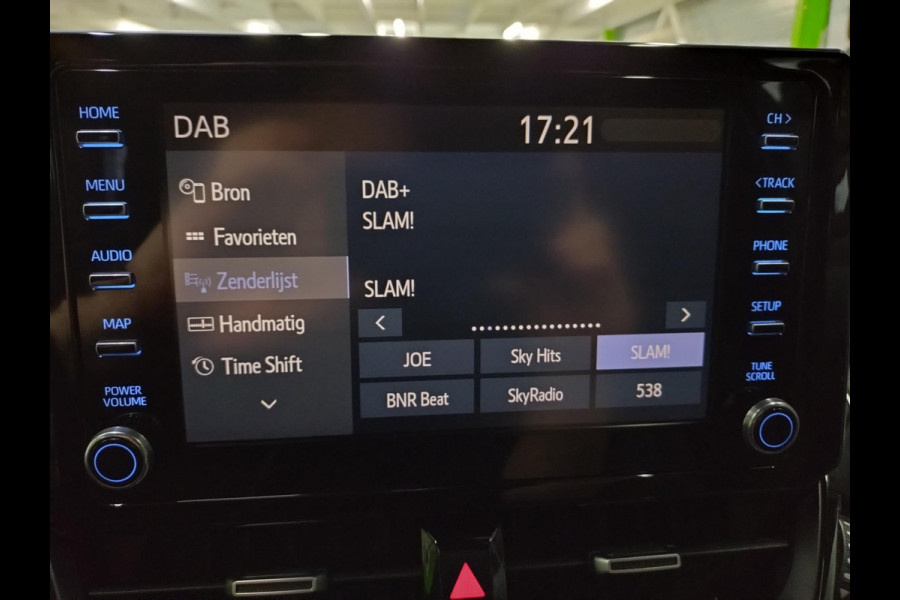 HOME
MENU
AUDIO
MAP
POWER
VOLUME
DAB
17:21
Bron
Favorieten
Zenderlijst
Handmatig
Time Shift
DAB+
SLAM!
SLAM!
<
>
JOE
Sky Hits
SLAM!
BNR Beat
SkyRadio
538
CH >
< TRACK
PHONE
SETUP
TUNE
SCROLL